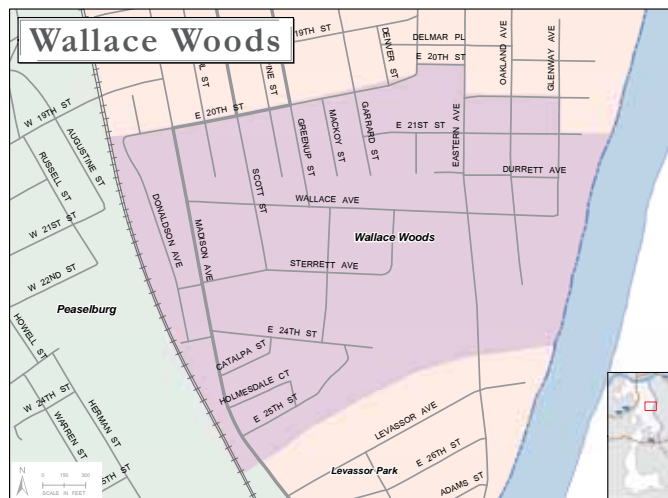 Wallace Woods
19TH ST
DENVER ST
DELMAR PL
E 20TH ST
OAKLAND AVE
GLENWAY AVE
W 19TH ST
AUGUSTINE ST
RUSSELL ST
E 20TH ST
GREENUP ST
MACKOY ST
GARRARD ST
E 21ST ST
EASTERN AVE
DURRETT AVE
SCOTT ST
WALLACE AVE
DONALDSON AVE
MADISON AVE
W 21ST ST
Wallace Woods
W 22ND ST
STERRETT AVE
Peaselburg
HOWELL ST
E 24TH ST
CATALPA ST
HOLMESDALE CT
E 25TH ST
W 24TH ST
WARREN ST
HERMAN ST
LEVASSOR AVE
E 26TH ST
Levassor Park
ADAMS ST
N
0 150 300
SCALE IN FEET